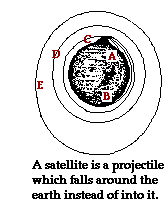 C
D
A
E
B
A satellite is a projectile
which falls around the
earth instead of into it.